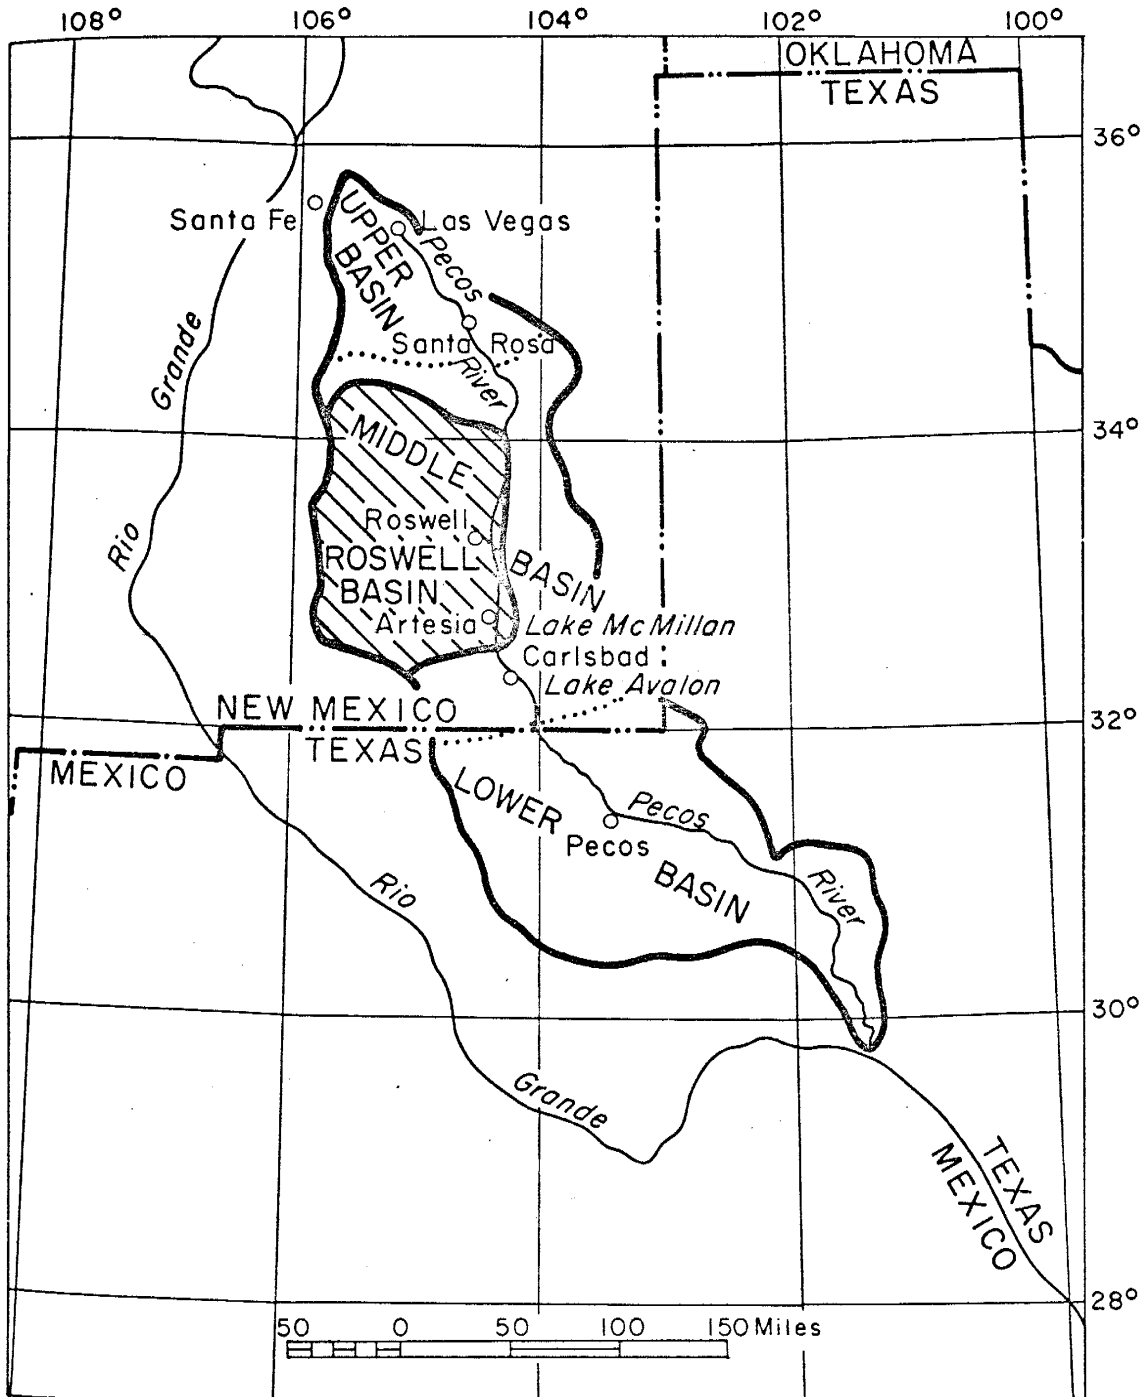 108° 106° 104° 102° 100°
OKLAHOMA
TEXAS
36°
Santa Fe
UPPER
BASIN
Las Vegas
Pecos
Rio Grande
Santa Rosa
River
34°
MIDDLE
Roswell
ROSWELL
BASIN
BASIN
Artesia
Lake McMillan
Carlsbad
Lake Avalon
NEW MEXICO
32°
TEXAS
MEXICO
LOWER
Pecos
Pecos
BASIN
River
Rio
30°
Grande
TEXAS
MEXICO
28°
50 0 50 100 150 Miles